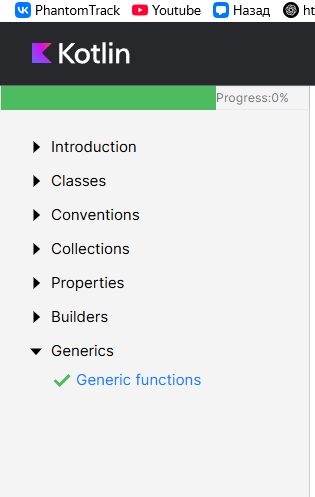 PhantomTrack Youtube Назад ht
Kotlin
Progress:0%
Introduction
Classes
Conventions
Collections
Properties
Builders
Generics
Generic functions